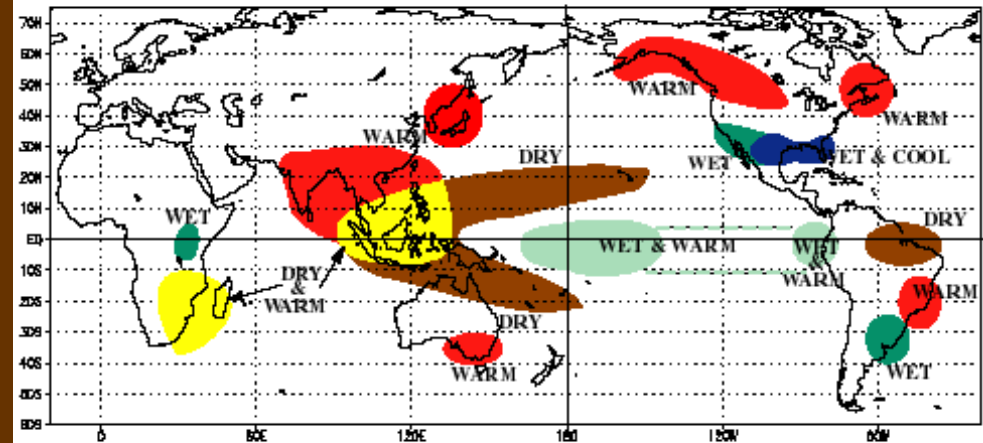 70N
60N
50N
40N
30N
20N
10N
EQ
10S
20S
30S
40S
50S
60S
WARM
WARM
WARM
WET
WET & COOL
DRY
WET
WET & WARM
WET
&
WARM
DRY
DRY
&
WARM
DRY
WARM
WARM
WET
0
60E
120E
180
120W
60W